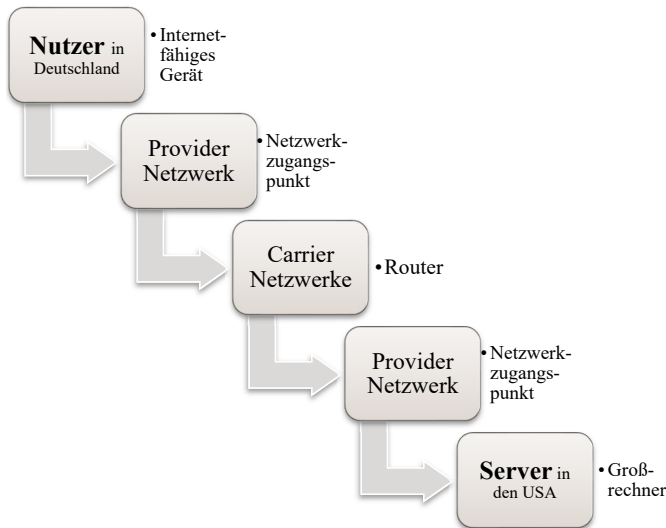 Nutzer in
Deutschland
• Internet-
fähiges
Gerät
Provider
Netzwerk
• Netzwerk-
zugangs-
punkt
Carrier
Netzwerke
• Router
Provider
Netzwerk
• Netzwerk-
zugangs-
punkt
Server in
den USA
• Groß-
rechner